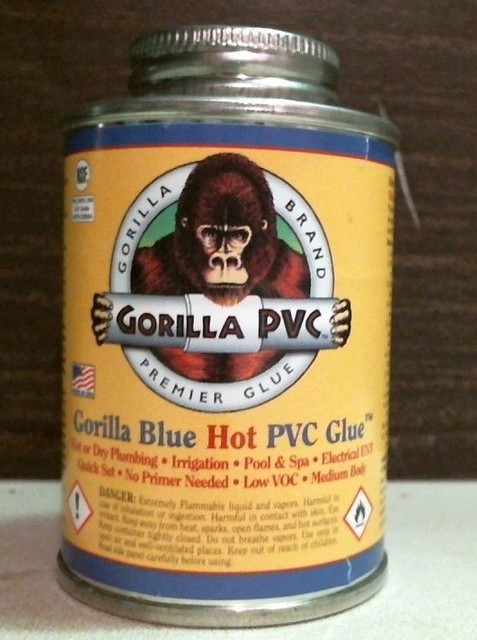 NSF
GORILLA BRAND
GORILLA PVC™
PREMIER GLUE
Gorilla Blue Hot PVC Glue™
or Dry Plumbing • Irrigation • Pool & Spa • Electrical ENT
Quick Set • No Primer Needed • Low VOC • Medium Body
DANGER: Extremely Flammable liquid and vapors. Harmful in
case of inhalation or ingestion. Harmful in contact with skin. Eye
Keep away from heat, sparks, open flames, and hot surfaces.
Keep container tightly closed. Do not breathe vapors. Use only in
open air and well-ventilated places. Keep out of reach of children.
Read side panel carefully before using.